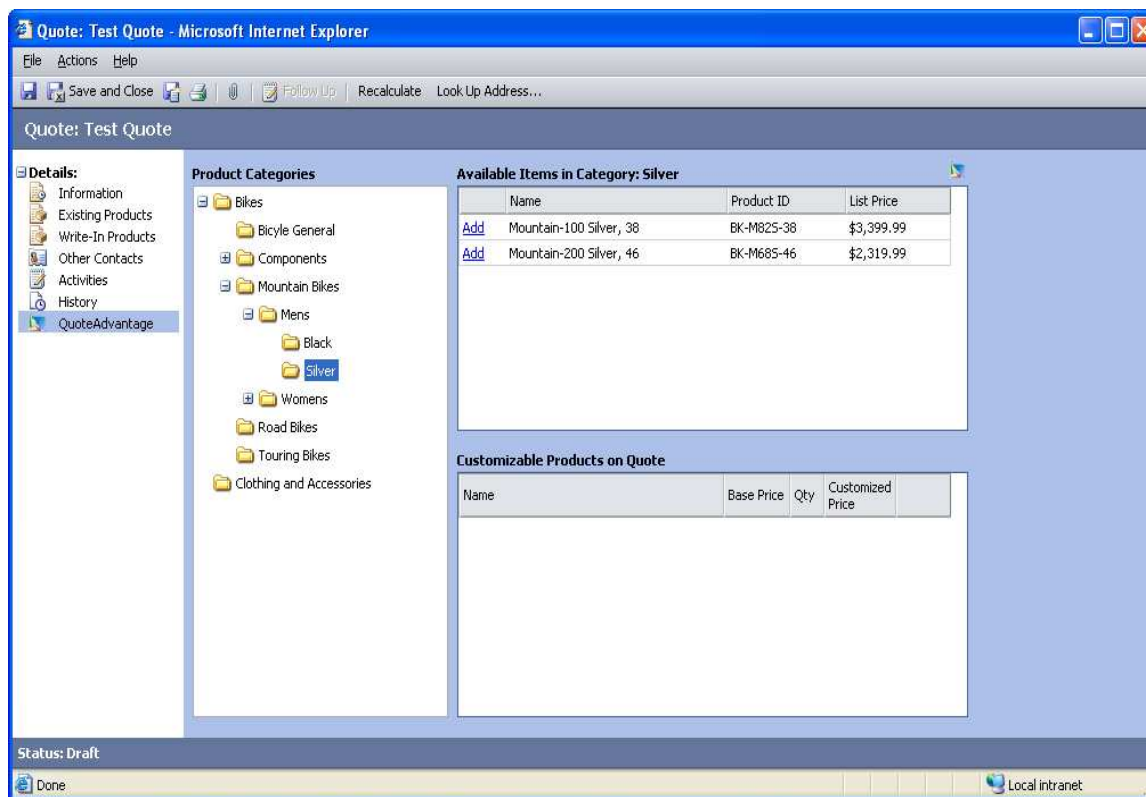 Quote: Test Quote - Microsoft Internet Explorer
File Actions Help
Save and Close Follow Up Recalculate Look Up Address...
Quote: Test Quote
Details:
Information
Existing Products
Write-In Products
Other Contacts
Activities
History
QuoteAdvantage
Product Categories
Bikes
Bicyle General
Components
Mountain Bikes
Mens
Black
Silver
Womens
Road Bikes
Touring Bikes
Clothing and Accessories
Available Items in Category: Silver
Name Product ID List Price
Add Mountain-100 Silver, 38 BK-M82S-38 $3,399.99
Add Mountain-200 Silver, 46 BK-M68S-46 $2,319.99
Customizable Products on Quote
Name Base Price Qty Customized
Price
Status: Draft
Done Local intranet